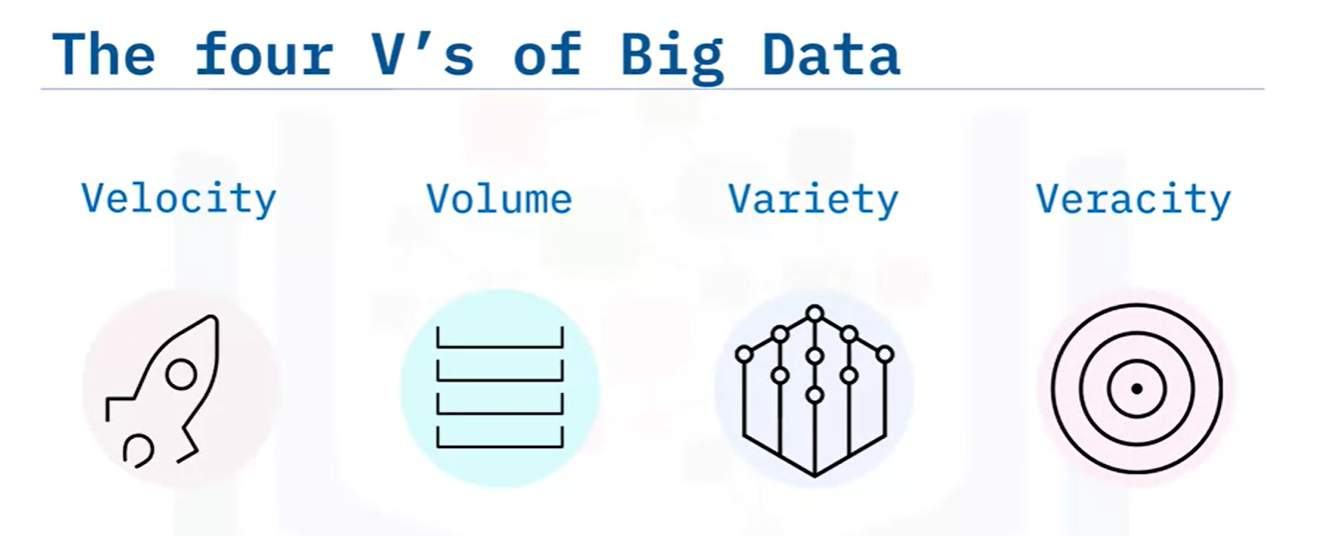 The four V’s of Big Data
Velocity Volume Variety Veracity